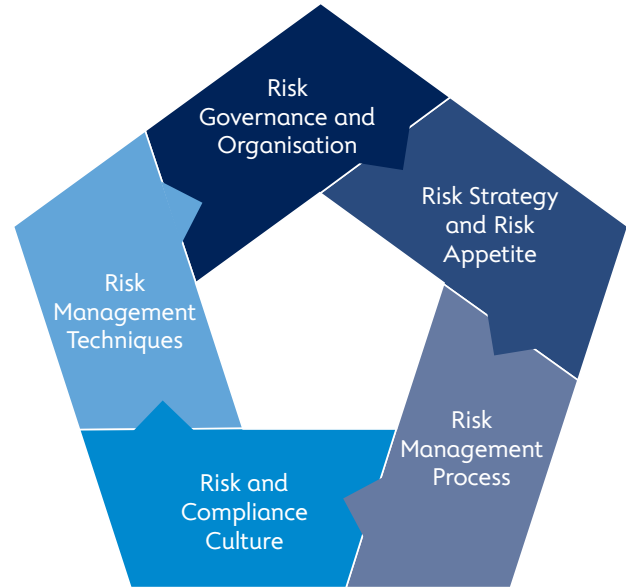 Risk
Governance and
Organisation
Risk Strategy
and Risk
Appetite
Risk
Management
Process
Risk and
Compliance
Culture
Risk
Management
Techniques